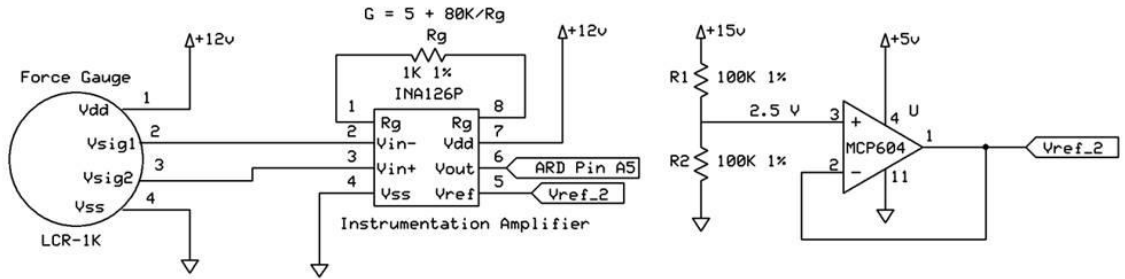 G = 5 + 80K/Rg
Rg
1K 1%
INA126P
+12v
+12v
+15v
+5v
Force Gauge
Vdd
1
Vsig1
2
Vsig2
3
Vss
4
LCR-1K
1
Rg
Rg
8
2
Vin-
Vdd
7
3
Vin+
Vout
6
ARD Pin A5
4
Vss
Vref
5
Vref_2
Instrumentation Amplifier
R1
100K 1%
2.5 V
R2
100K 1%
3
+
4
U
MCP604
1
2
-
11
Vref_2